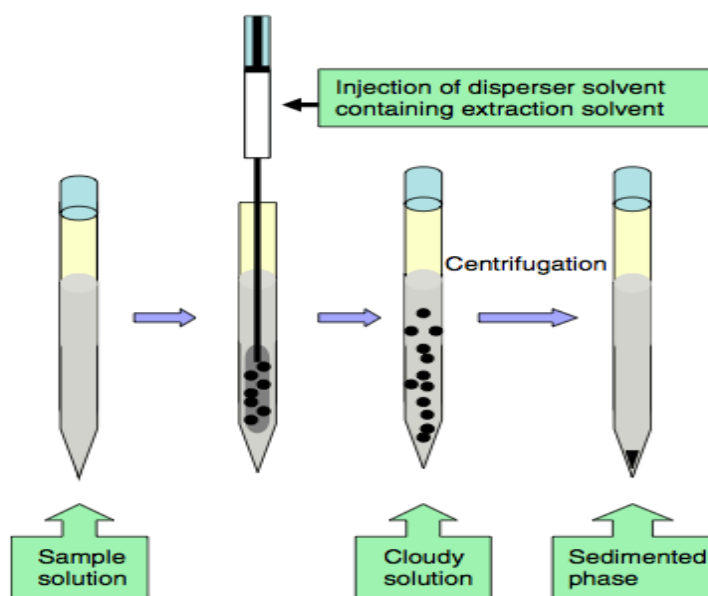 Injection of disperser solvent
containing extraction solvent
Centrifugation
Sample
solution
Cloudy
solution
Sedimented
phase